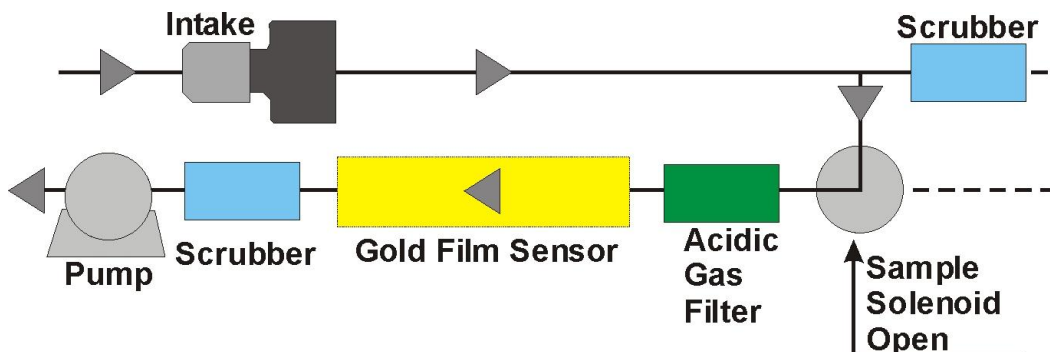 Intake
Scrubber
Scrubber
Gold Film Sensor
Acidic
Gas
Filter
Pump
Sample
Solenoid
Open